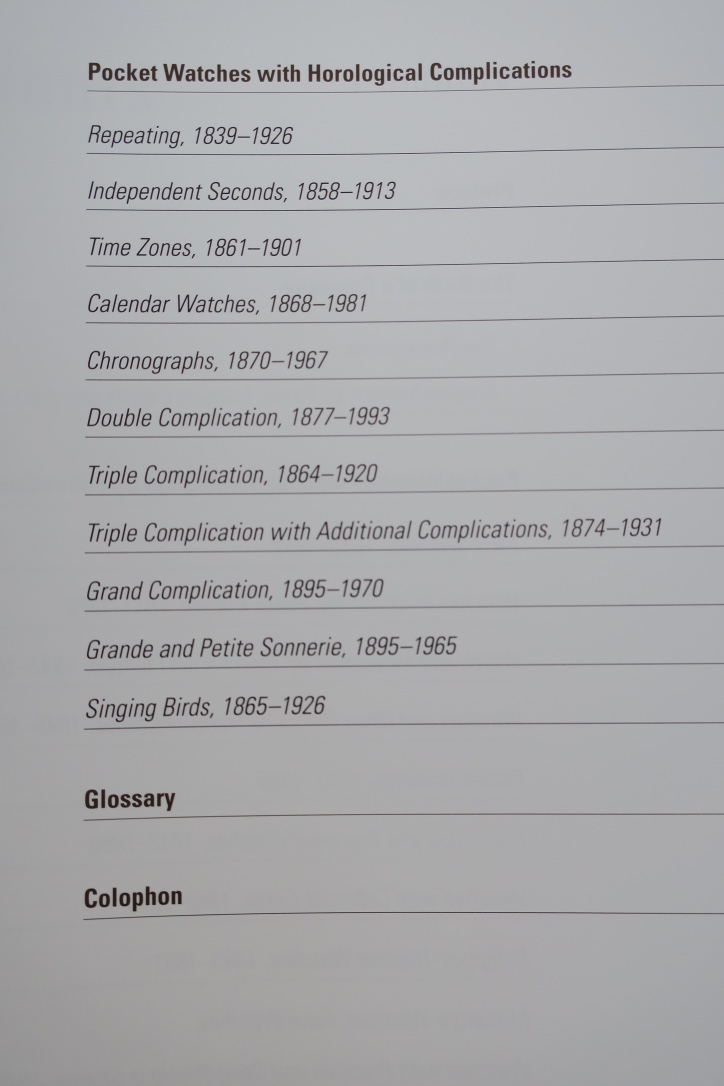 Pocket Watches with Horological Complications
Repeating, 1839–1926
Independent Seconds, 1858–1913
Time Zones, 1861–1901
Calendar Watches, 1868–1981
Chronographs, 1870–1967
Double Complication, 1877–1993
Triple Complication, 1864–1920
Triple Complication with Additional Complications, 1874–1931
Grand Complication, 1895–1970
Grande and Petite Sonnerie, 1895–1965
Singing Birds, 1865–1926
Glossary
Colophon